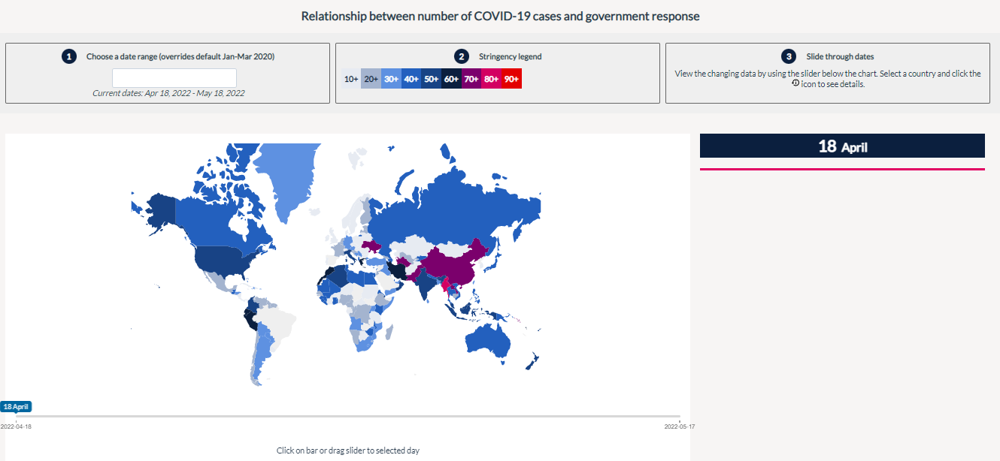 Relationship between number of COVID-19 cases and government response
1 Choose a date range (overrides default Jan-Mar 2020)
Current dates: Apr 18, 2022 - May 18, 2022
2 Stringency legend
10+ 20+ 30+ 40+ 50+ 60+ 70+ 80+ 90+
3 Slide through dates
View the changing data by using the slider below the chart. Select a country and click the
icon to see details.
18 April
18 April
2022-04-18 2022-05-17
Click on bar or drag slider to selected day